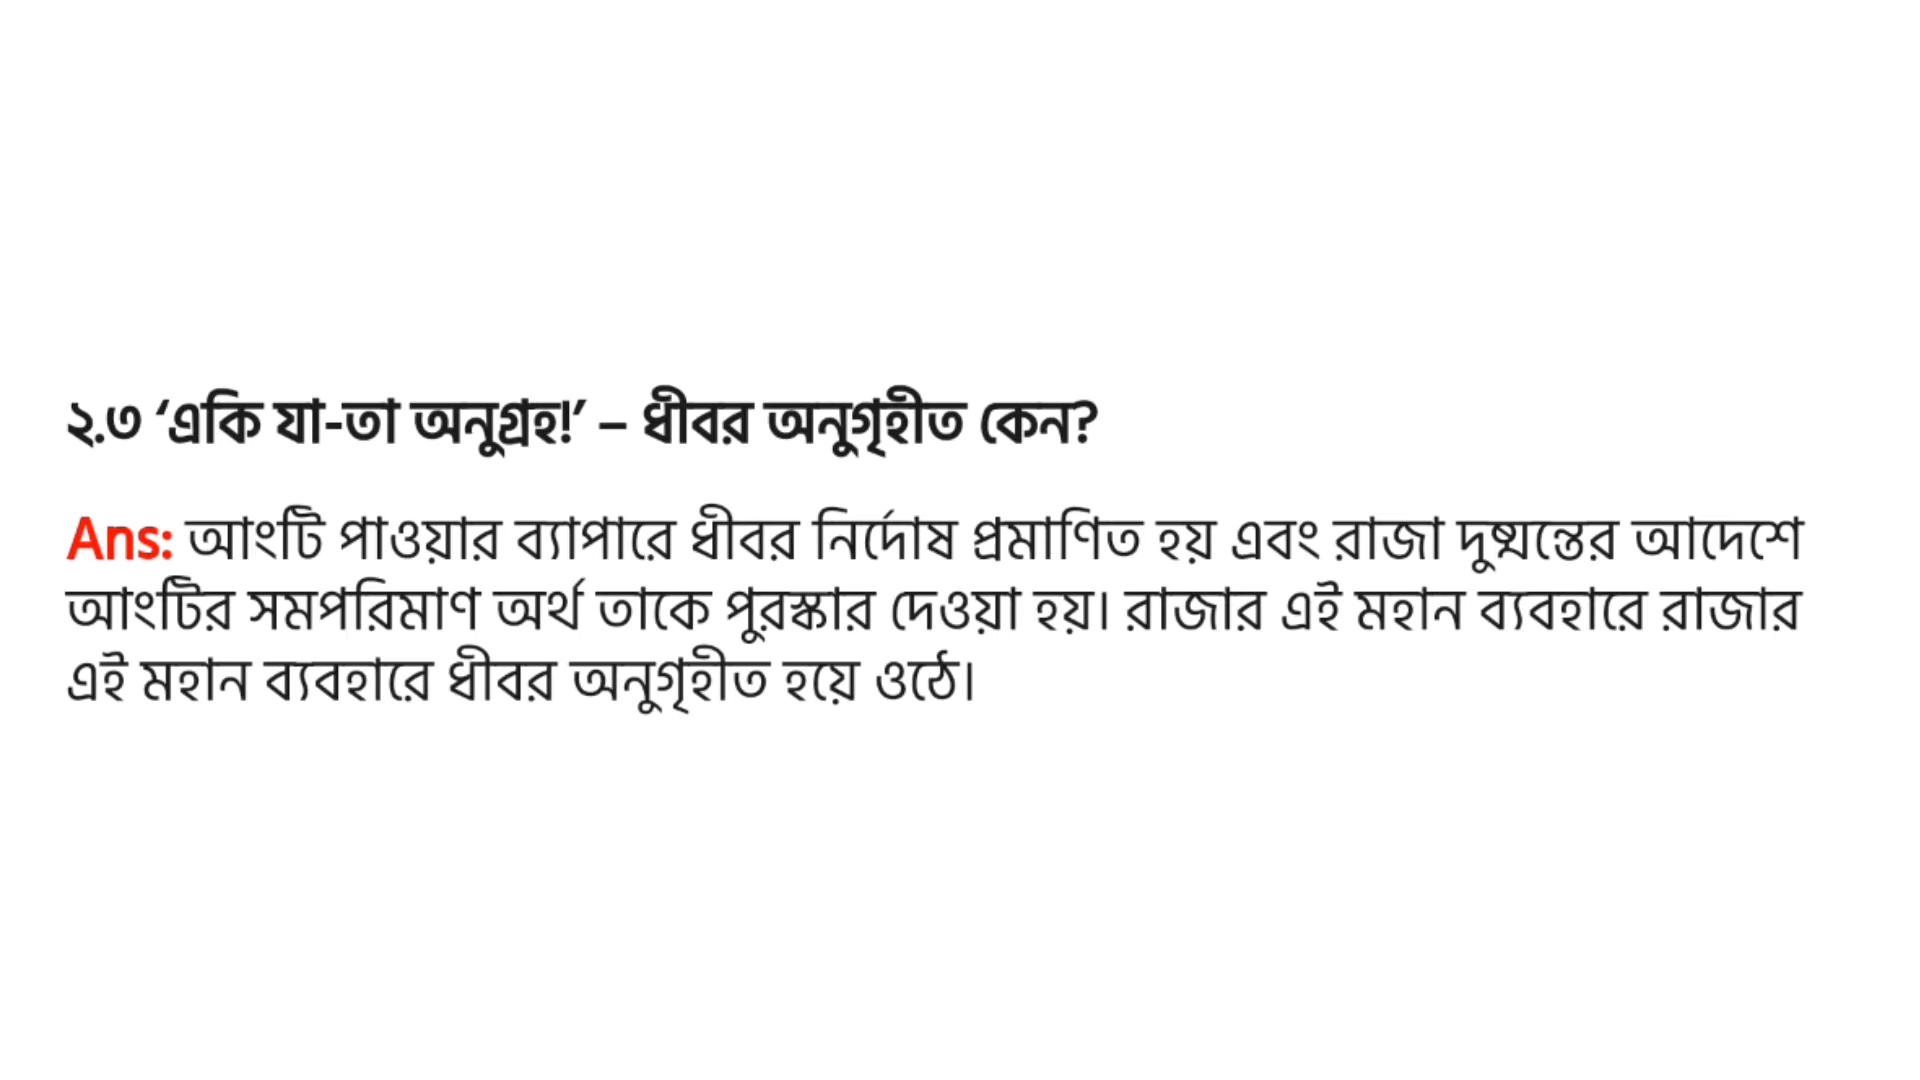 ২.৩ ‘একি যা-তা অনুগ্রহ!’ – ধীবর অনুগৃহীত কেন?
Ans: আংটি পাওয়ার ব্যাপারে ধীবর নির্দোষ প্রমাণিত হয় এবং রাজা দুষ্মন্তের আদেশে
আংটির সমপরিমাণ অর্থ তাকে পুরস্কার দেওয়া হয়। রাজার এই মহান ব্যবহারে রাজার
এই মহান ব্যবহারে ধীবর অনুগৃহীত হয়ে ওঠে।